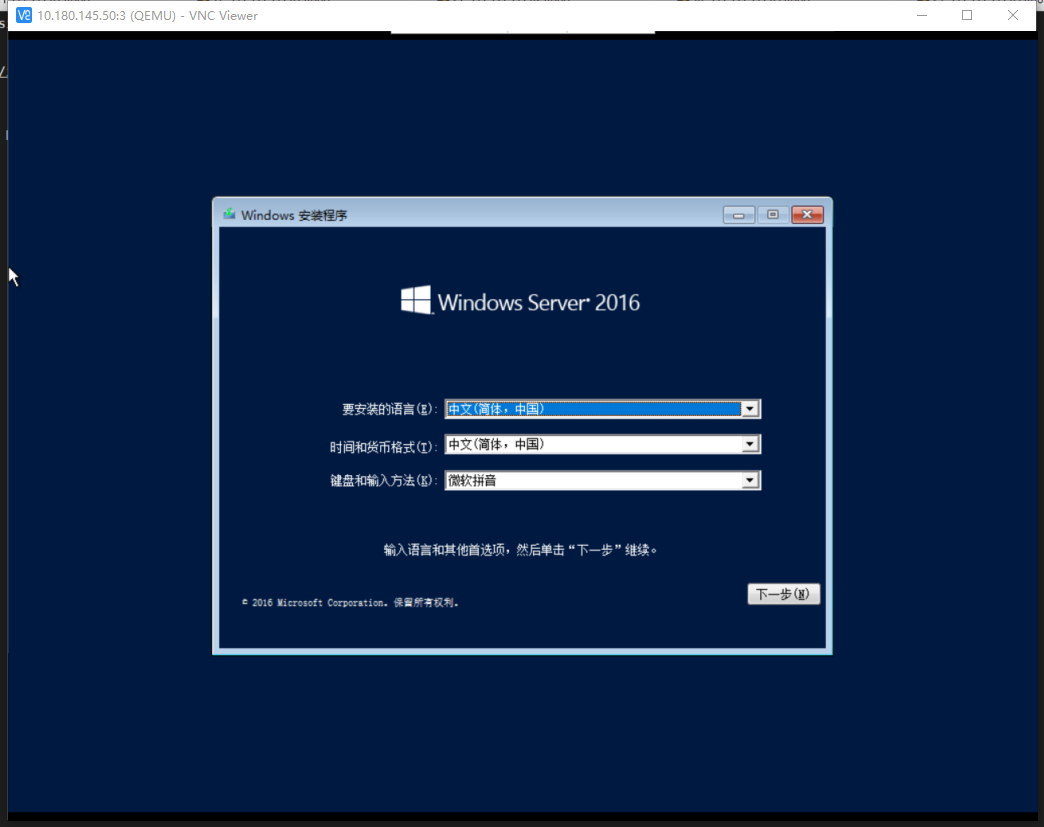 10.180.145.50:3 (QEMU) - VNC Viewer
Windows 安装程序
Windows Server 2016
要安装的语言(E): 中文(简体，中国)
时间和货币格式(T): 中文(简体，中国)
键盘和输入方法(K): 微软拼音
输入语言和其他首选项，然后单击“下一步”继续。
下一步(N)
© 2016 Microsoft Corporation。保留所有权利。